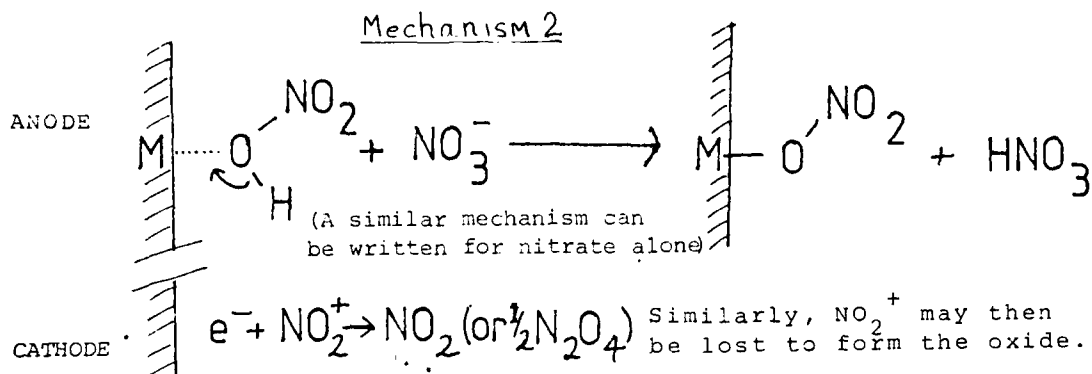 Mechanism 2
ANODE
M O NO2 H + NO3- → M O NO2 + HNO3
(A similar mechanism can
be written for nitrate alone)
CATHODE
e- + NO2+ → NO2 (or ½N2O4) Similarly, NO2+ may then
be lost to form the oxide.